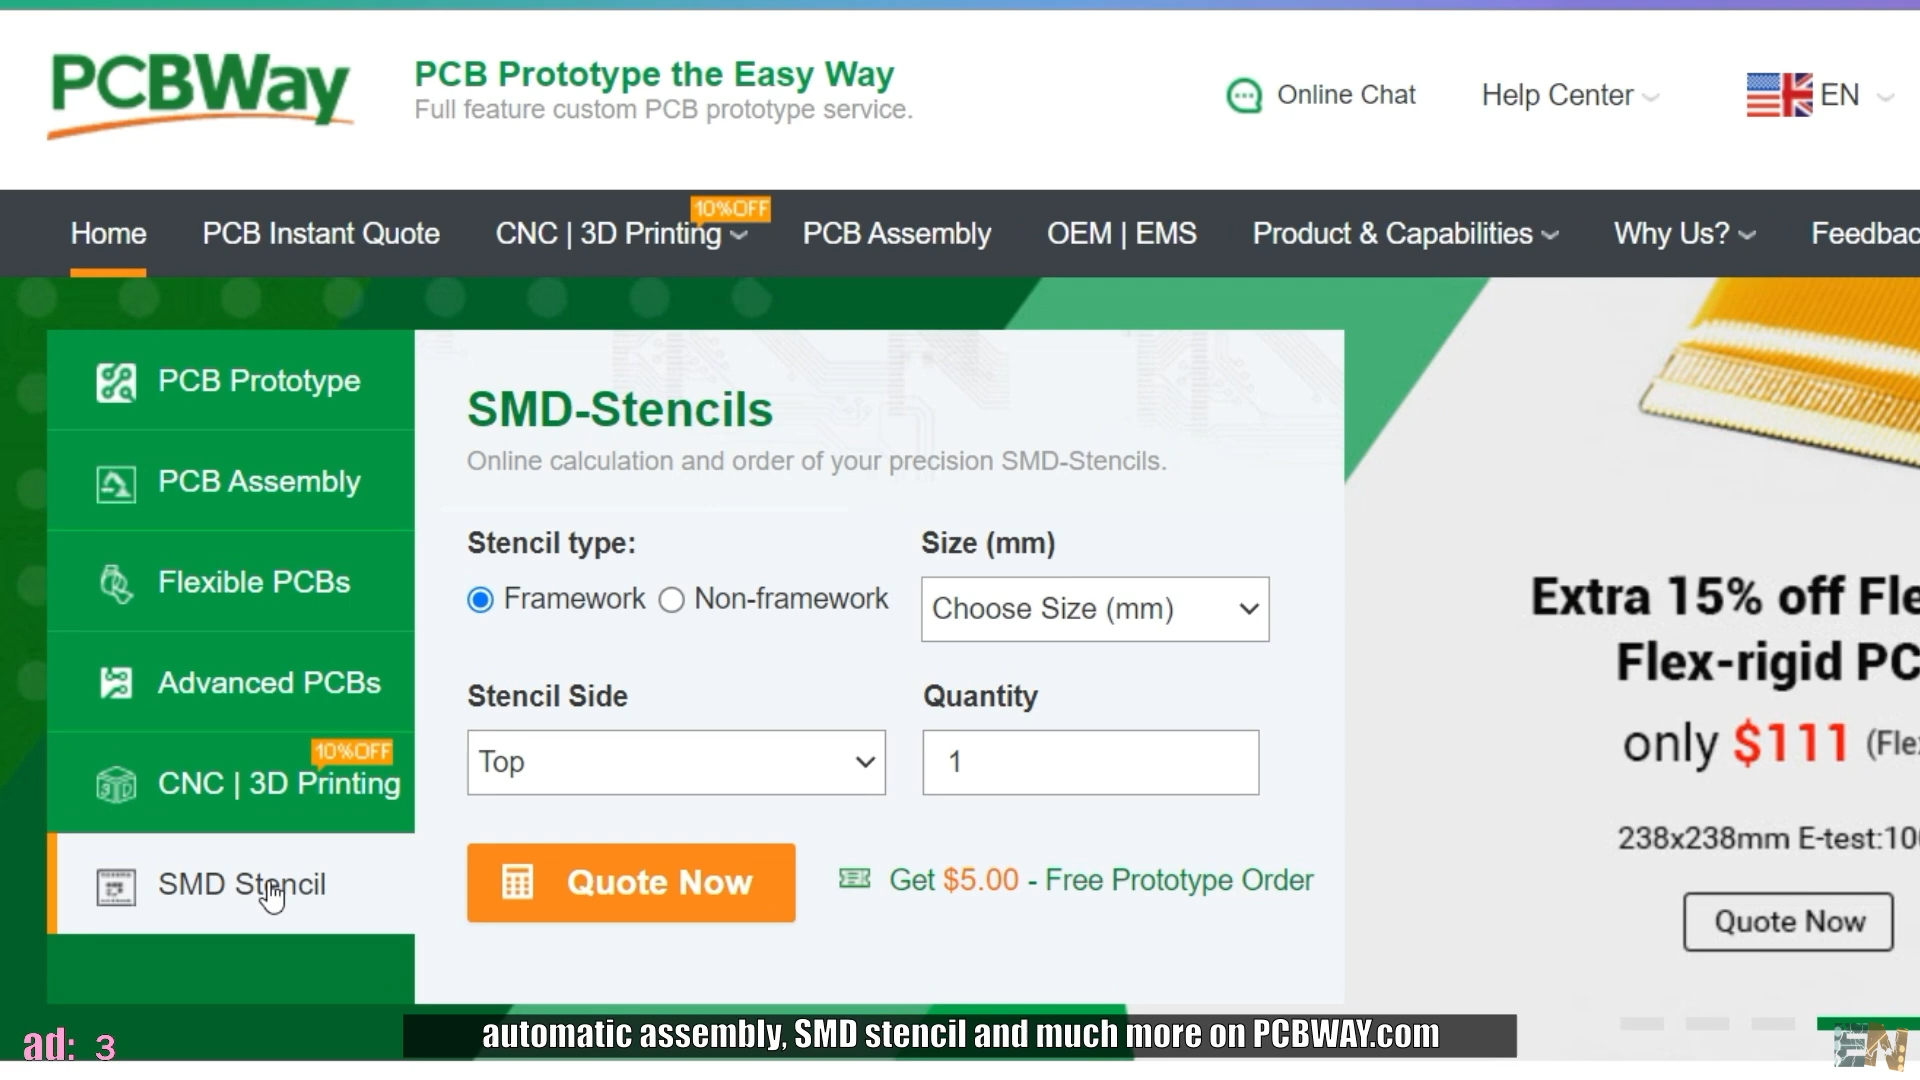 PCBWay
PCB Prototype the Easy Way
Full feature custom PCB prototype service.
Online Chat
Help Center
EN
Home
PCB Instant Quote
CNC | 3D Printing
10%OFF
PCB Assembly
OEM | EMS
Product & Capabilities
Why Us?
Feedbac
PCB Prototype
PCB Assembly
Flexible PCBs
Advanced PCBs
10%OFF
CNC | 3D Printing
SMD Stencil
SMD-Stencils
Online calculation and order of your precision SMD-Stencils.
Stencil type:
Framework
Non-framework
Size (mm)
Choose Size (mm)
Stencil Side
Top
Quantity
1
Quote Now
Get $5.00 - Free Prototype Order
Extra 15% off Fle
Flex-rigid PC
only $111 (Fle
238x238mm E-test:10
Quote Now
automatic assembly, SMD stencil and much more on PCBWAY.com
ad: 3
EN